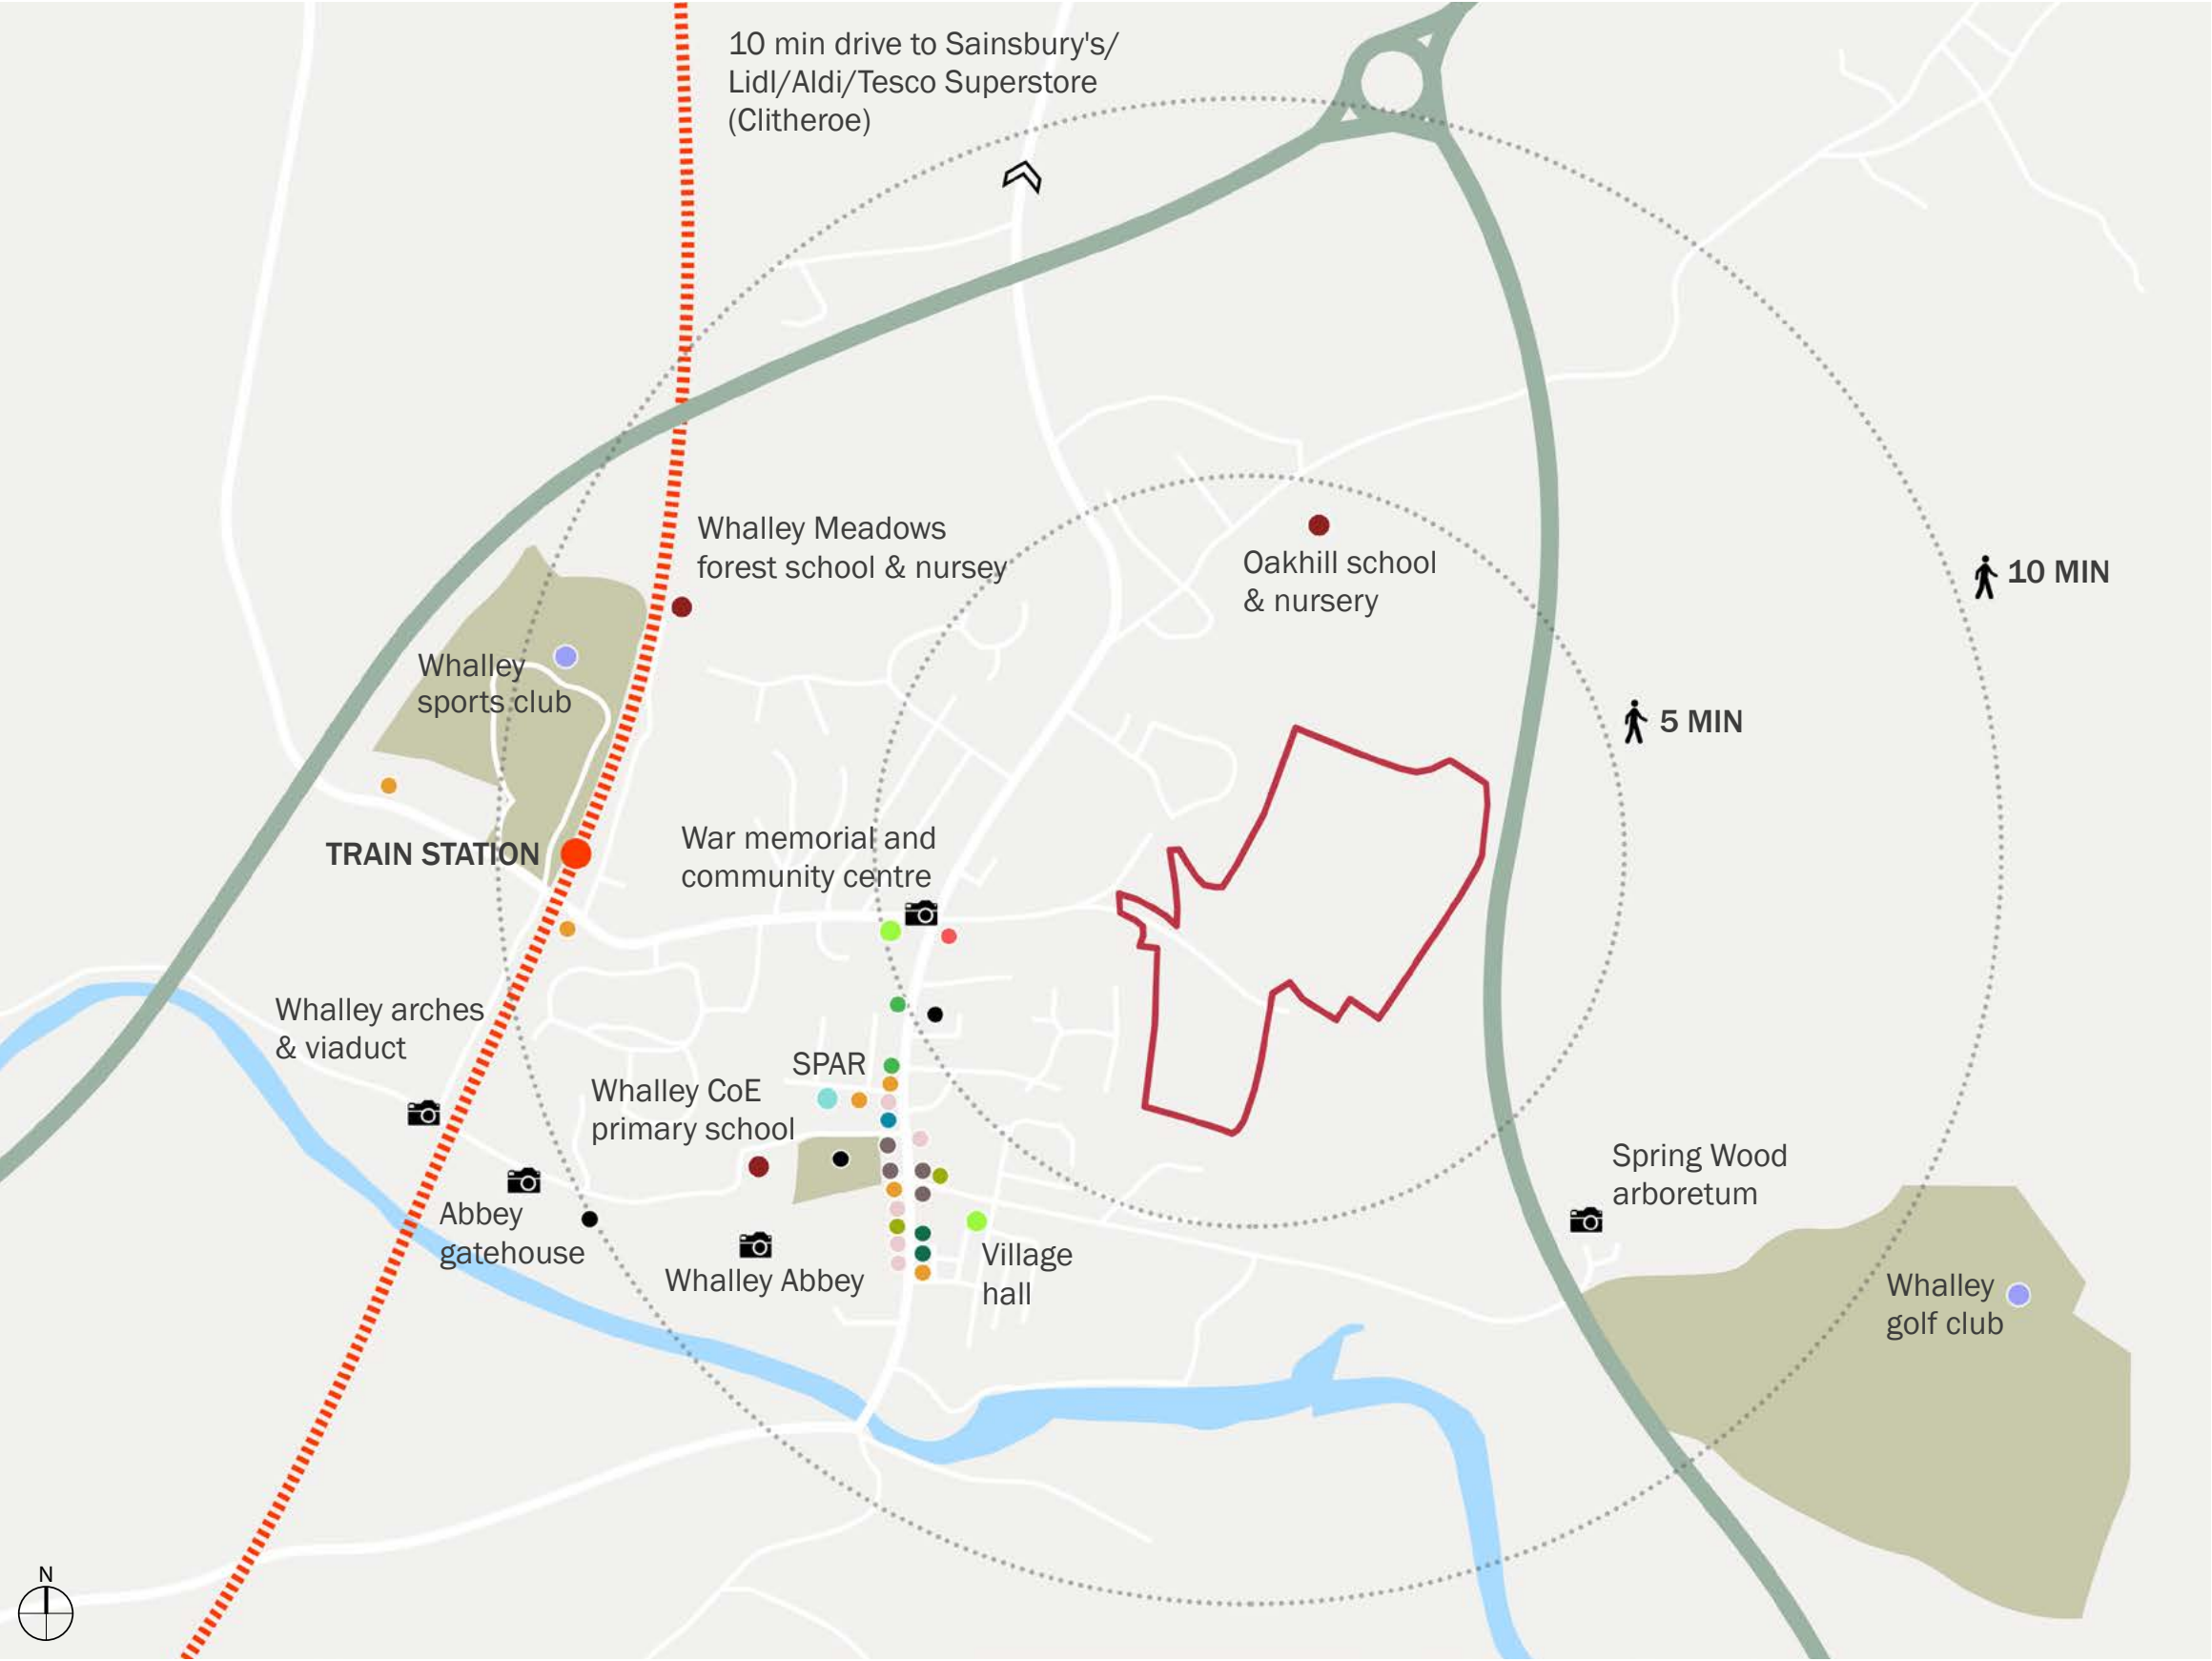 10 min drive to Sainsbury's/
Lidl/Aldi/Tesco Superstore
(Clitheroe)
Whalley Meadows
forest school & nursey
Oakhill school
& nursery
10 MIN
Whalley
sports club
5 MIN
TRAIN STATION
War memorial and
community centre
Whalley arches
& viaduct
SPAR
Whalley CoE
primary school
Spring Wood
arboretum
Abbey
gatehouse
Whalley Abbey
Village
hall
Whalley
golf club
N